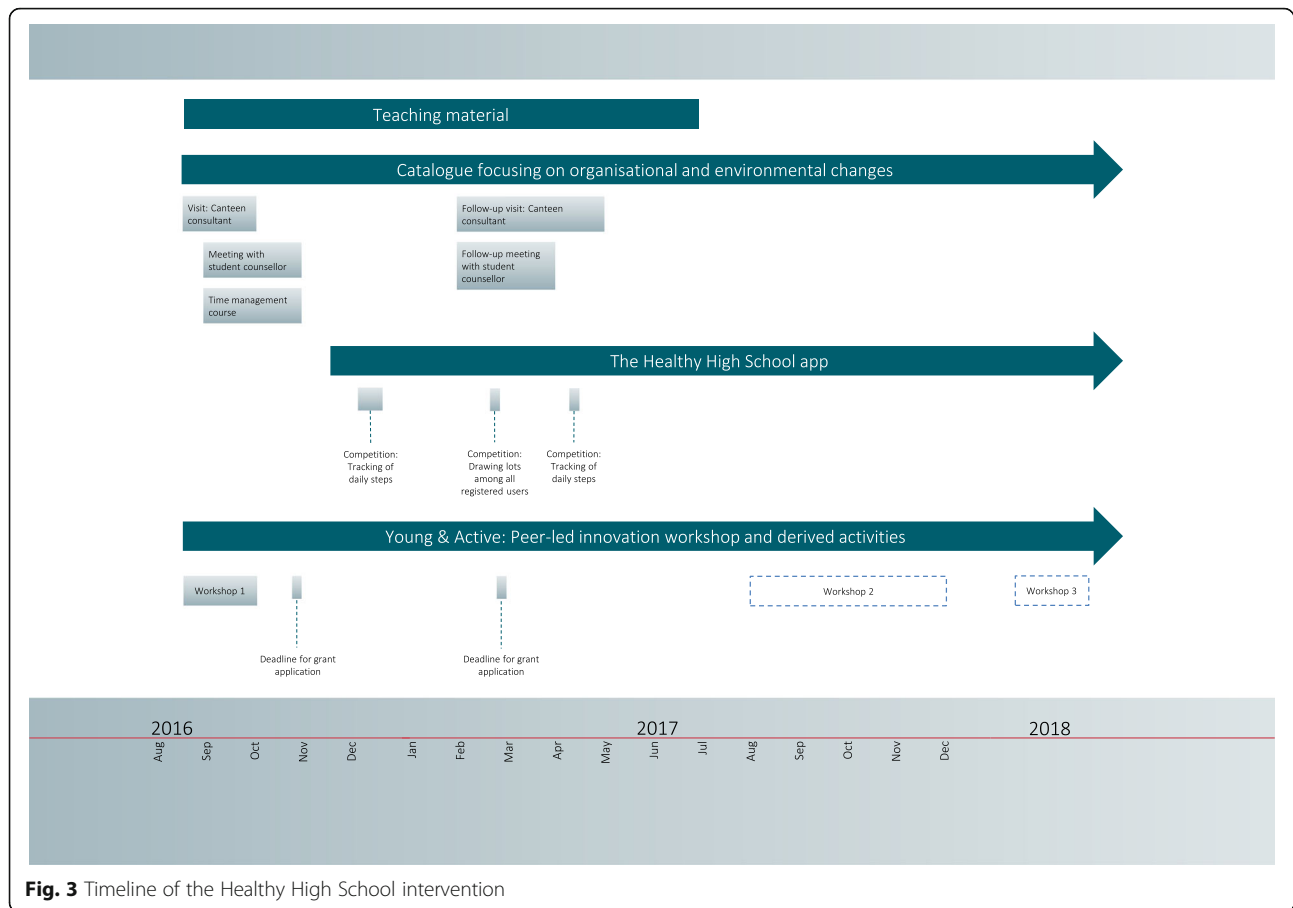 Teaching material
Catalogue focusing on organisational and environmental changes
Visit: Canteen
consultant
Follow-up visit: Canteen
consultant
Meeting with
student counsellor
Follow-up meeting
with student
counsellor
Time management
course
The Healthy High School app
Competition:
Tracking of
daily steps
Competition:
Drawing lots
among all
registered users
Competition:
Tracking of
daily steps
Young & Active: Peer-led innovation workshop and derived activities
Workshop 1
Workshop 2
Workshop 3
Deadline for grant
application
Deadline for grant
application
2016
2017
2018
Aug
Sep
Oct
Nov
Dec
Jan
Feb
Mar
Apr
May
Jun
Jul
Aug
Sep
Oct
Nov
Dec
Fig. 3 Timeline of the Healthy High School intervention